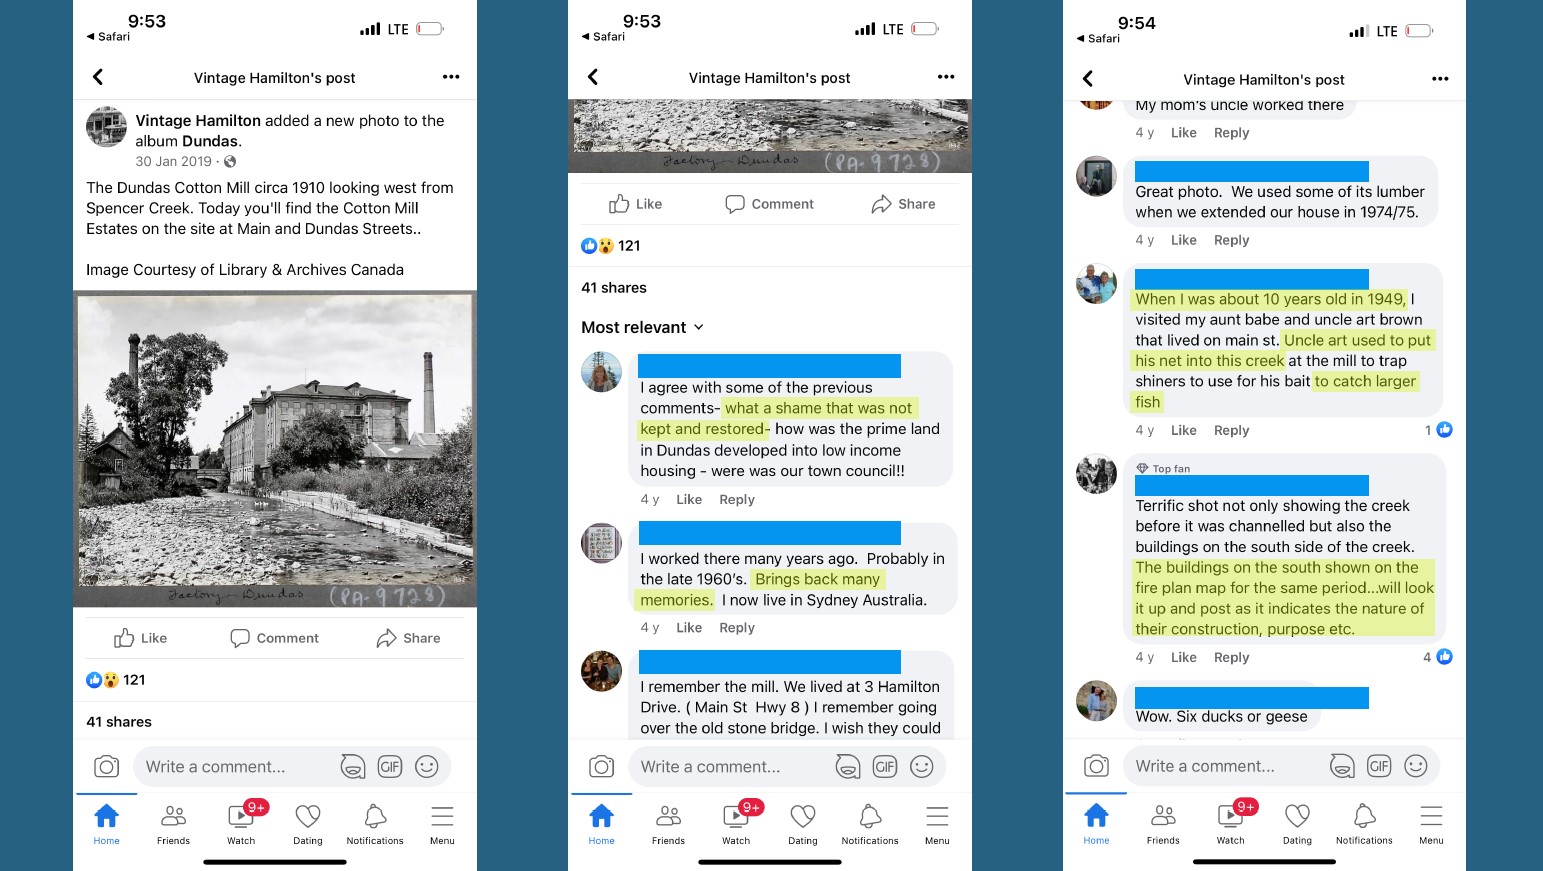 9:53
Safari
LTE
Vintage Hamilton's post
Vintage Hamilton added a new photo to the
album Dundas.
30 Jan 2019 ·
The Dundas Cotton Mill circa 1910 looking west from
Spencer Creek. Today you'll find the Cotton Mill
Estates on the site at Main and Dundas Streets..
Image Courtesy of Library & Archives Canada
Factory - Dundas (PA-9728)
Like Comment Share
121
41 shares
Write a comment... GIF
9+
Home Friends Watch Dating Notifications Menu
9:53
Safari
LTE
Vintage Hamilton's post
Factory - Dundas (PA-9728)
Like Comment Share
121
41 shares
Most relevant
I agree with some of the previous
comments- what a shame that was not
kept and restored- how was the prime land
in Dundas developed into low income
housing - were was our town council!!
4 y Like Reply
I worked there many years ago. Probably in
the late 1960's. Brings back many
memories. I now live in Sydney Australia.
4 y Like Reply
I remember the mill. We lived at 3 Hamilton
Drive. ( Main St Hwy 8 ) I remember going
over the old stone bridge. I wish they could
Write a comment... GIF
9+
Home Friends Watch Dating Notifications Menu
9:54
Safari
LTE
Vintage Hamilton's post
My mom's uncle worked there
4 y Like Reply
Great photo. We used some of its lumber
when we extended our house in 1974/75.
4 y Like Reply
When I was about 10 years old in 1949, I
visited my aunt babe and uncle art brown
that lived on main st. Uncle art used to put
his net into this creek at the mill to trap
shiners to use for his bait to catch larger
fish
4 y Like Reply 1
Top fan
Terrific shot not only showing the creek
before it was channelled but also the
buildings on the south side of the creek.
The buildings on the south shown on the
fire plan map for the same period...will look
it up and post as it indicates the nature of
their construction, purpose etc.
4 y Like Reply 4
Wow. Six ducks or geese
Write a comment... GIF
9+
Home Friends Watch Dating Notifications Menu